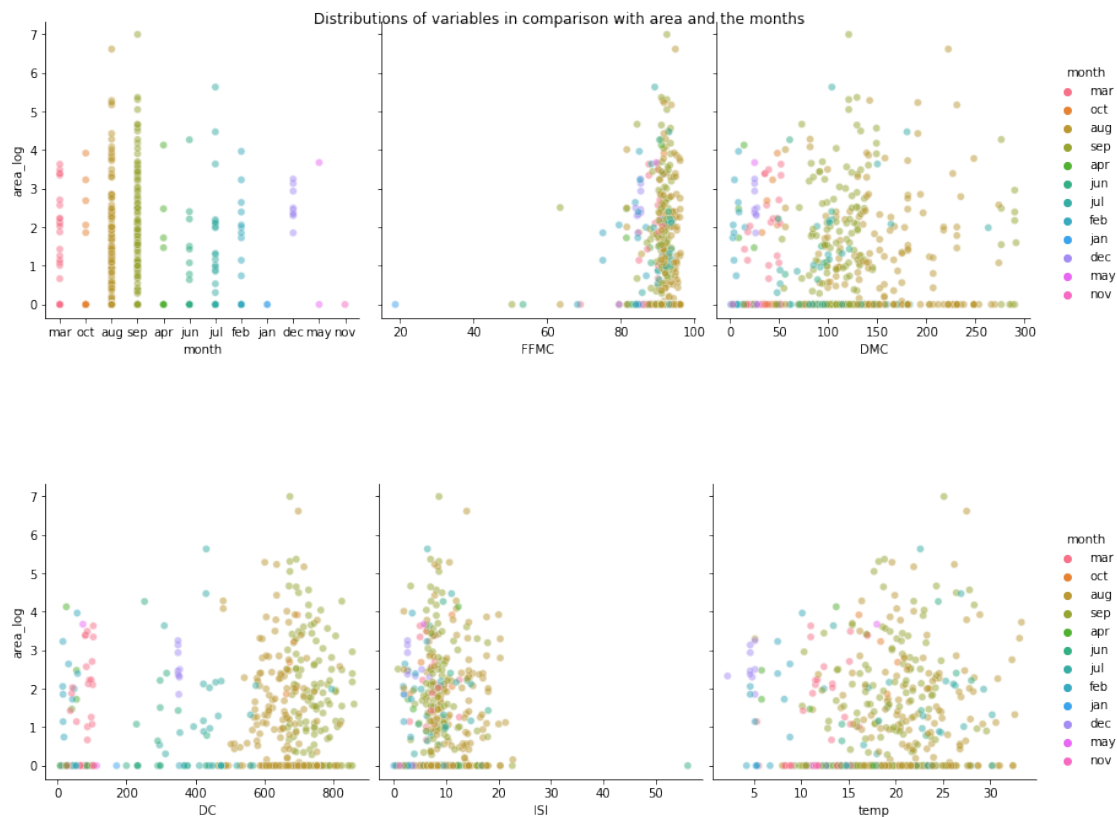 Distributions of variables in comparison with area and the months
7
6
5
4
3
2
1
0
area_log
mar oct aug sep apr jun jul feb jan dec may nov
month
20 40 60 80 100
FFMC
0 50 100 150 200 250 300
DMC
month
mar
oct
aug
sep
apr
jun
jul
feb
jan
dec
may
nov
7
6
5
4
3
2
1
0
area_log
0 200 400 600 800
DC
0 10 20 30 40 50
ISI
5 10 15 20 25 30
temp
month
mar
oct
aug
sep
apr
jun
jul
feb
jan
dec
may
nov